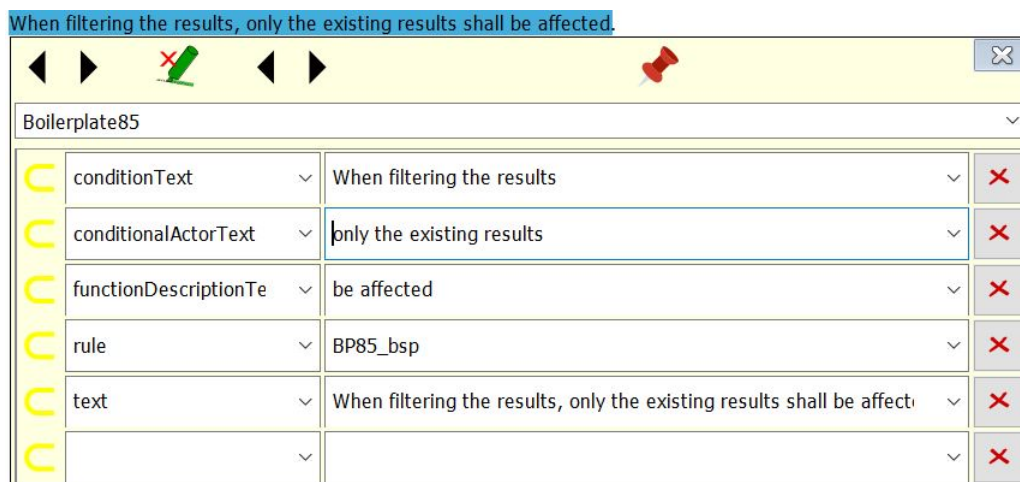 When filtering the results, only the existing results shall be affected.
Boilerplate85
conditionText When filtering the results
conditionalActorText only the existing results
functionDescriptionTe be affected
rule BP85_bsp
text When filtering the results, only the existing results shall be affect